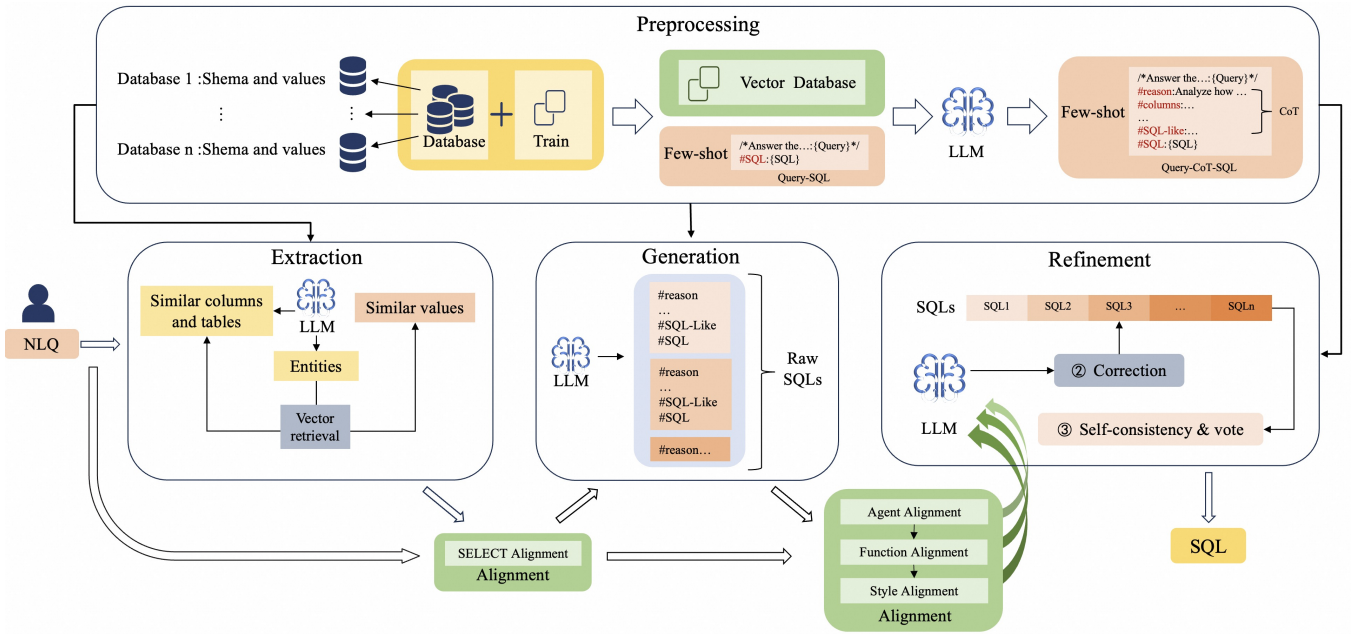 Preprocessing
Database 1 :Shema and values
⋮
⋮
Database n :Shema and values
Database
+
Train
Vector Database
Few-shot
/*Answer the…:{Query}*/
#SQL:{SQL}
Query-SQL
LLM
Few-shot
/*Answer the…:{Query}*/
#reason:Analyze how …
#columns:…
…
#SQL-like:…
#SQL:{SQL}
CoT
Query-CoT-SQL
NLQ
Extraction
Similar columns
and tables
LLM
Similar values
Entities
Vector
retrieval
Generation
LLM
#reason
…
#SQL-Like
#SQL
#reason
…
#SQL-Like
#SQL
#reason…
Raw
SQLs
Refinement
SQLs
SQL1
SQL2
SQL3
…
SQLn
LLM
② Correction
③ Self-consistency & vote
SELECT Alignment
Alignment
Agent Alignment
Function Alignment
Style Alignment
Alignment
SQL